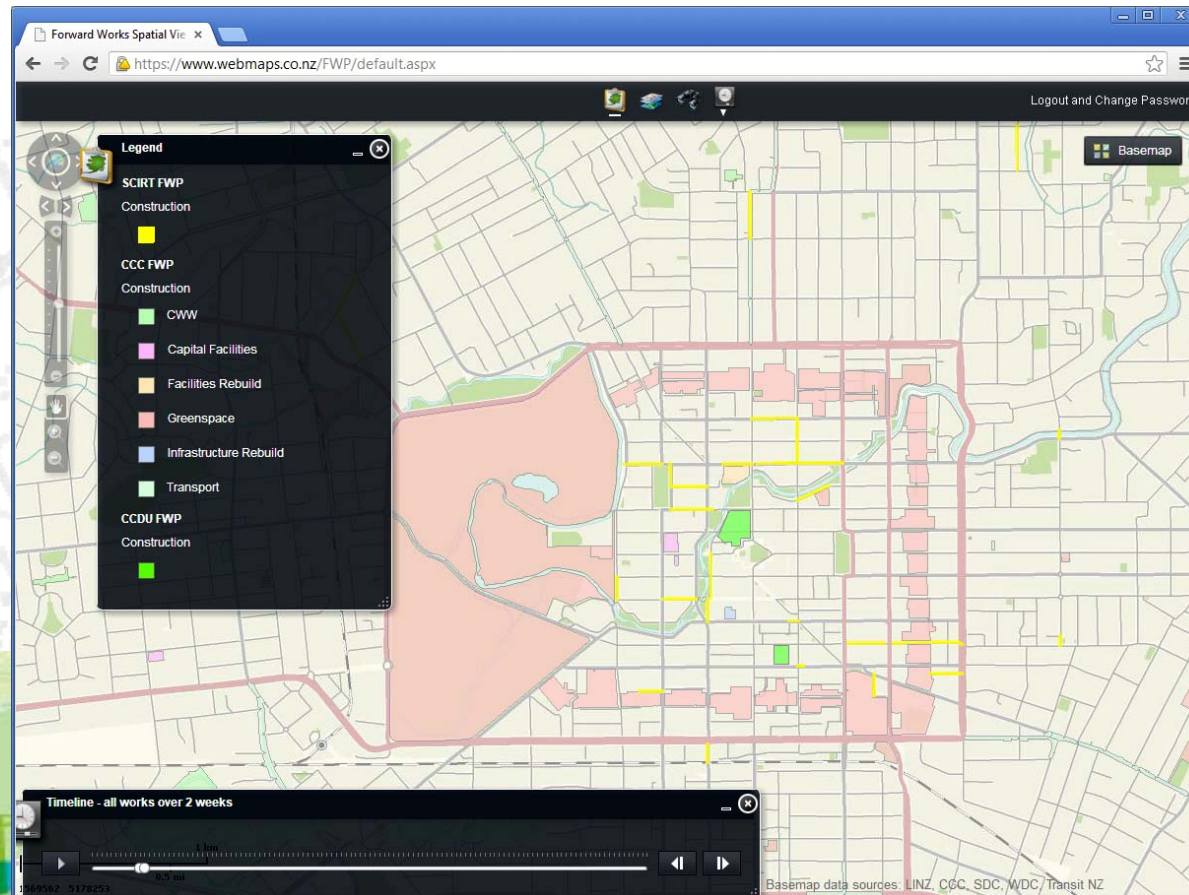 Forward Works Spatial Vie
https://www.webmaps.co.nz/FWP/default.aspx
Logout and Change Passwor
Basemap
Legend
SCIRT FWP
Construction
CCC FWP
Construction
CWW
Capital Facilities
Facilities Rebuild
Greenspace
Infrastructure Rebuild
Transport
CCDU FWP
Construction
Timeline - all works over 2 weeks
1 km
0.5 mi
1569562 5178253
Basemap data sources: LINZ, CCC, SDC, WDC, Transit NZ